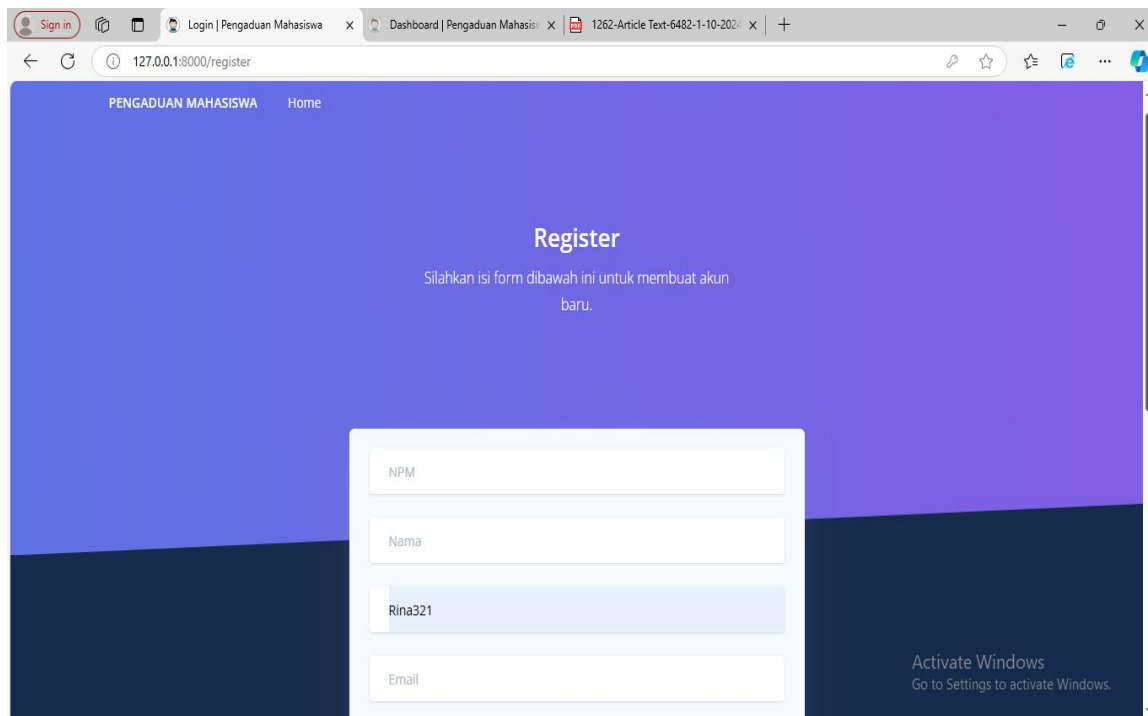 Sign in
Login | Pengaduan Mahasiswa
Dashboard | Pengaduan Mahasisw
1262-Article Text-6482-1-10-2024
127.0.0.1:8000/register
PENGADUAN MAHASISWA Home
Register
Silahkan isi form dibawah ini untuk membuat akun
baru.
NPM
Nama
Rina321
Email
Activate Windows
Go to Settings to activate Windows.